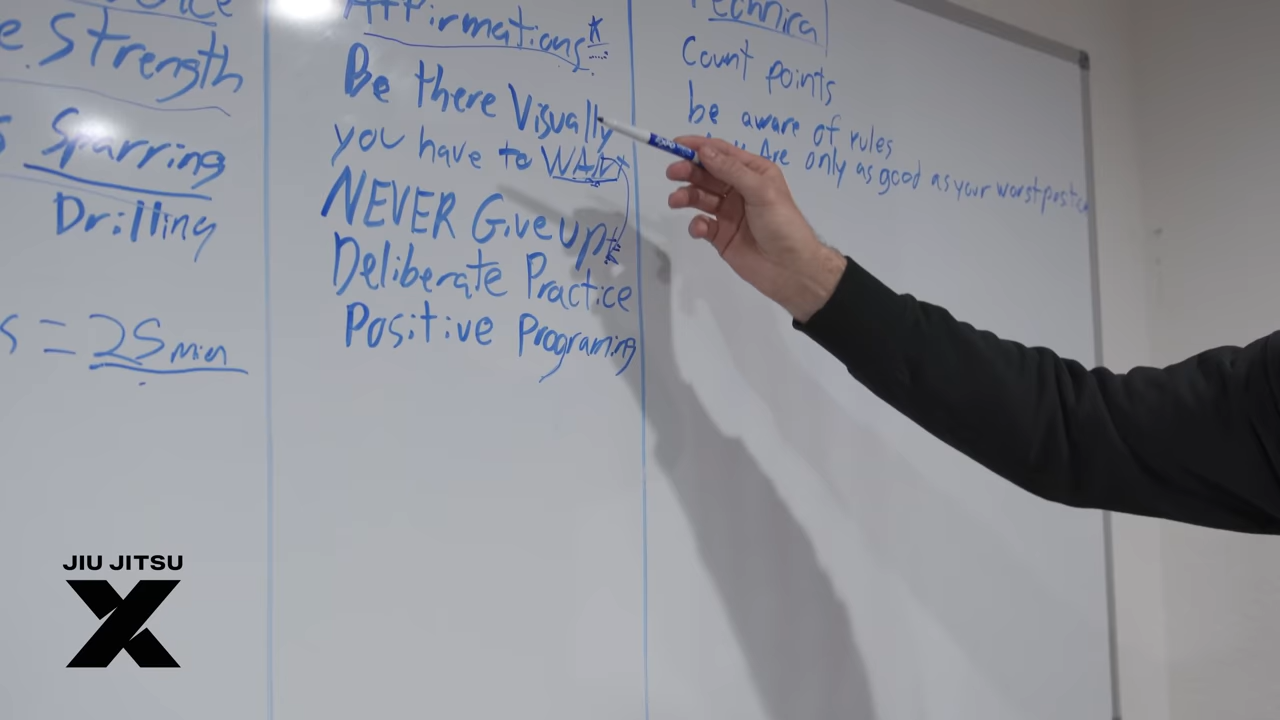 Strength
Sparring
Drilling
= 25 min
Affirmations*
Be there Visually
you have to WANT
NEVER Give up
Deliberate Practice
Positive Programing
Technical
Count points
be aware of rules
Are only as good as your worst
JIU JITSU
X